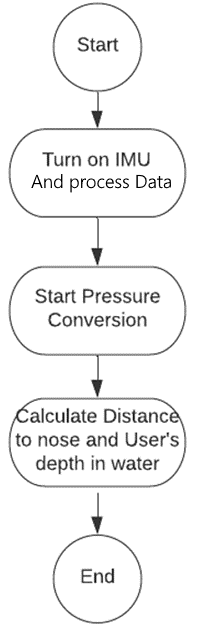 Start
Turn on IMU
And process Data
Start Pressure
Conversion
Calculate Distance
to nose and User's
depth in water
End